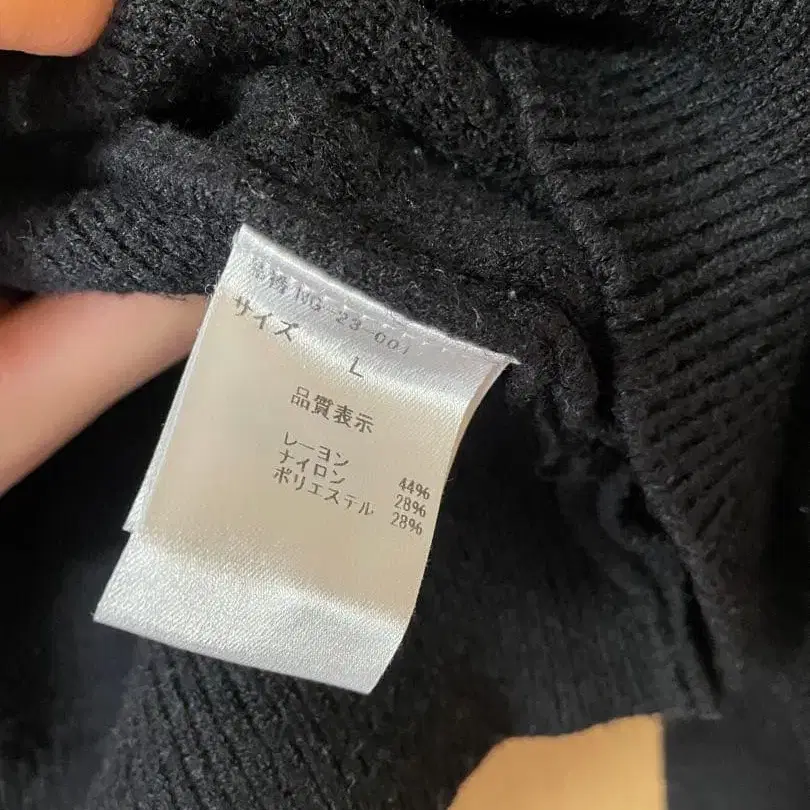 品番 NG-23-001
サイズ
L
品質表示
レーヨン 44%
ナイロン 28%
ポリエステル 28%